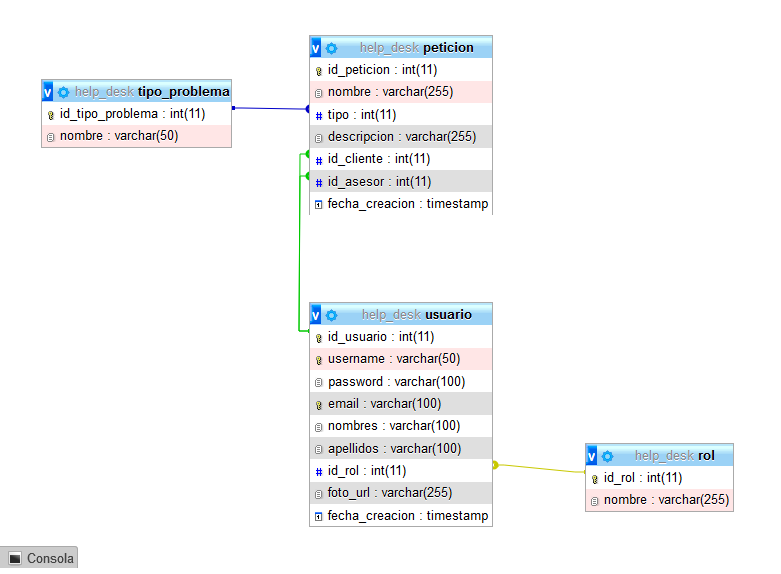 v help_desk peticion
id_peticion : int(11)
nombre : varchar(255)
# tipo : int(11)
descripcion : varchar(255)
# id_cliente : int(11)
# id_asesor : int(11)
fecha_creacion : timestamp
v help_desk tipo_problema
id_tipo_problema : int(11)
nombre : varchar(50)
v help_desk usuario
id_usuario : int(11)
username : varchar(50)
password : varchar(100)
email : varchar(100)
nombres : varchar(100)
apellidos : varchar(100)
# id_rol : int(11)
foto_url : varchar(255)
fecha_creacion : timestamp
v help_desk rol
id_rol : int(11)
nombre : varchar(255)
Consola